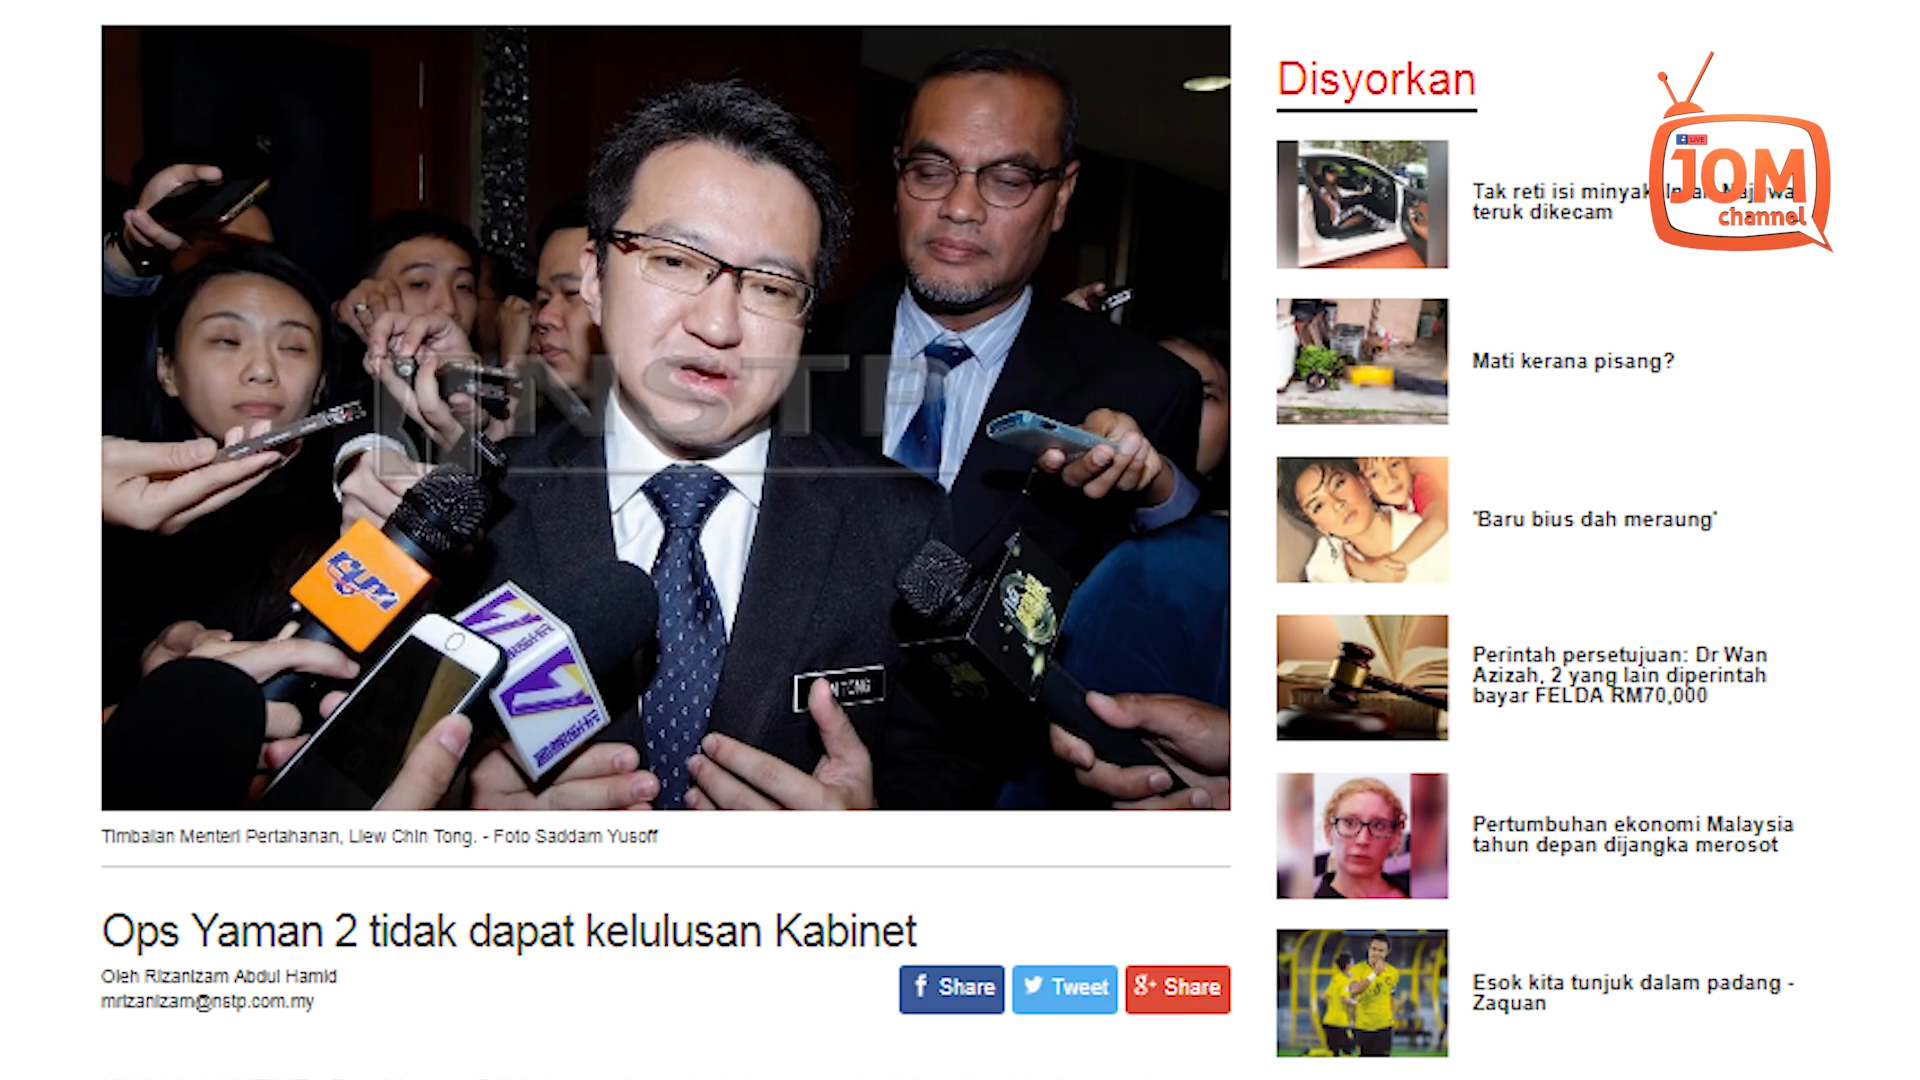 NSTP
TONG
Timbalan Menteri Pertahanan, Liew Chin Tong. - Foto Saddam Yusoff
Ops Yaman 2 tidak dapat kelulusan Kabinet
Oleh Rizanizam Abdul Hamid
mrizanizam@nstp.com.my
Share
Tweet
Share
Disyorkan
Tak reti isi minyak,
teruk dikecam
Mati kerana pisang?
"Baru bius dah meraung"
Perintah persetujuan: Dr Wan
Azizah, 2 yang lain diperintah
bayar FELDA RM70,000
Pertumbuhan ekonomi Malaysia
tahun depan dijangka merosot
Esok kita tunjuk dalam padang -
Zaquan
LIVE
JOM
channel